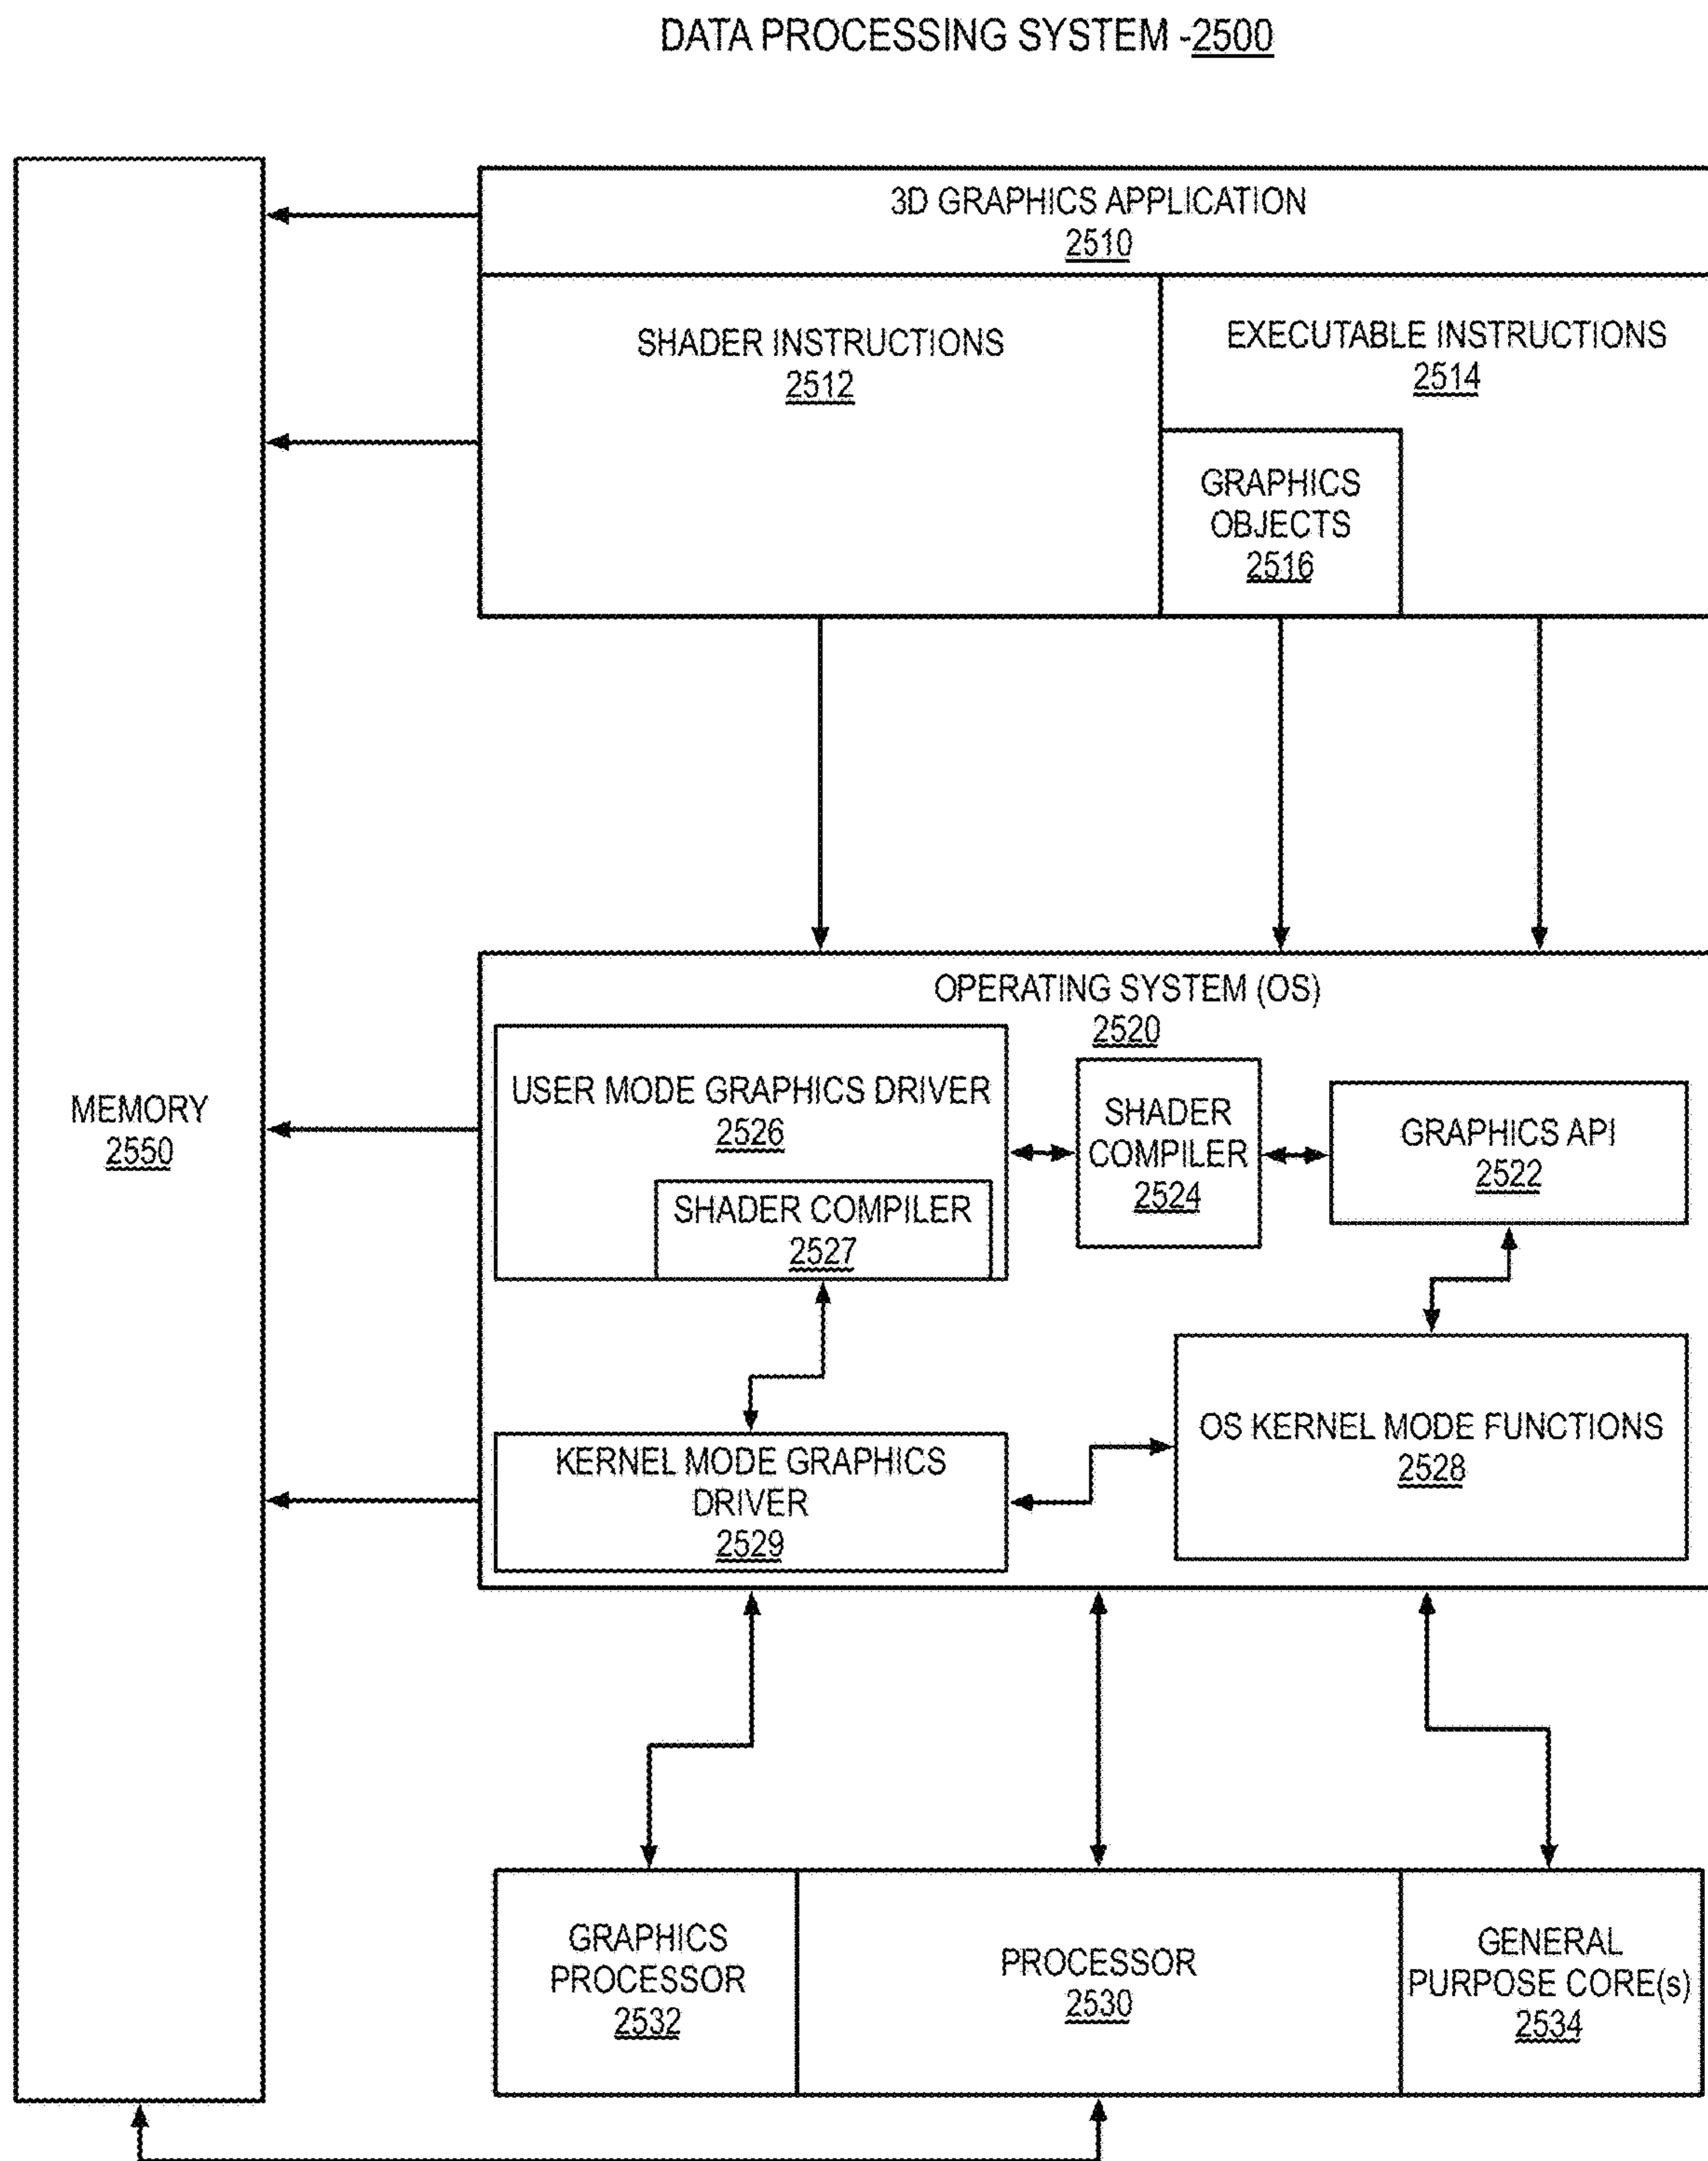 DATA PROCESSING SYSTEM -2500
3D GRAPHICS APPLICATION
2510
SHADER INSTRUCTIONS
2512
EXECUTABLE INSTRUCTIONS
2514
GRAPHICS
OBJECTS
2516
MEMORY
2550
OPERATING SYSTEM (OS)
2520
USER MODE GRAPHICS DRIVER
2526
SHADER COMPILER
2527
SHADER
COMPILER
2524
GRAPHICS API
2522
KERNEL MODE GRAPHICS
DRIVER
2529
OS KERNEL MODE FUNCTIONS
2528
GRAPHICS
PROCESSOR
2532
PROCESSOR
2530
GENERAL
PURPOSE CORE(s)
2534